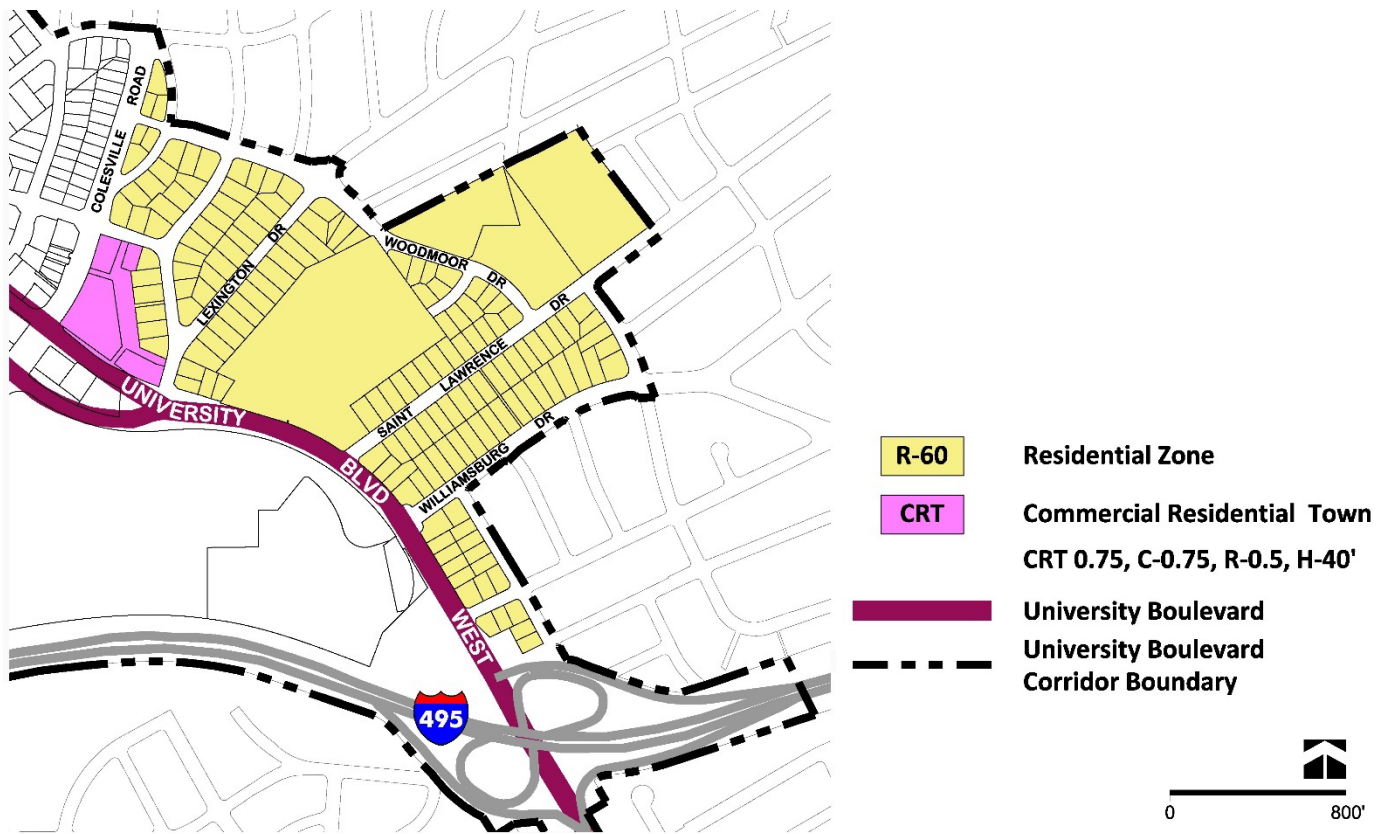 COLESVILLE ROAD
LEXINGTON DR
WOODMOOR DR
SAINT LAWRENCE DR
WILLIAMSBURG DR
UNIVERSITY BLVD WEST
495
R-60 Residential Zone
CRT Commercial Residential Town
CRT 0.75, C-0.75, R-0.5, H-40'
University Boulevard
University Boulevard
Corridor Boundary
0 800'